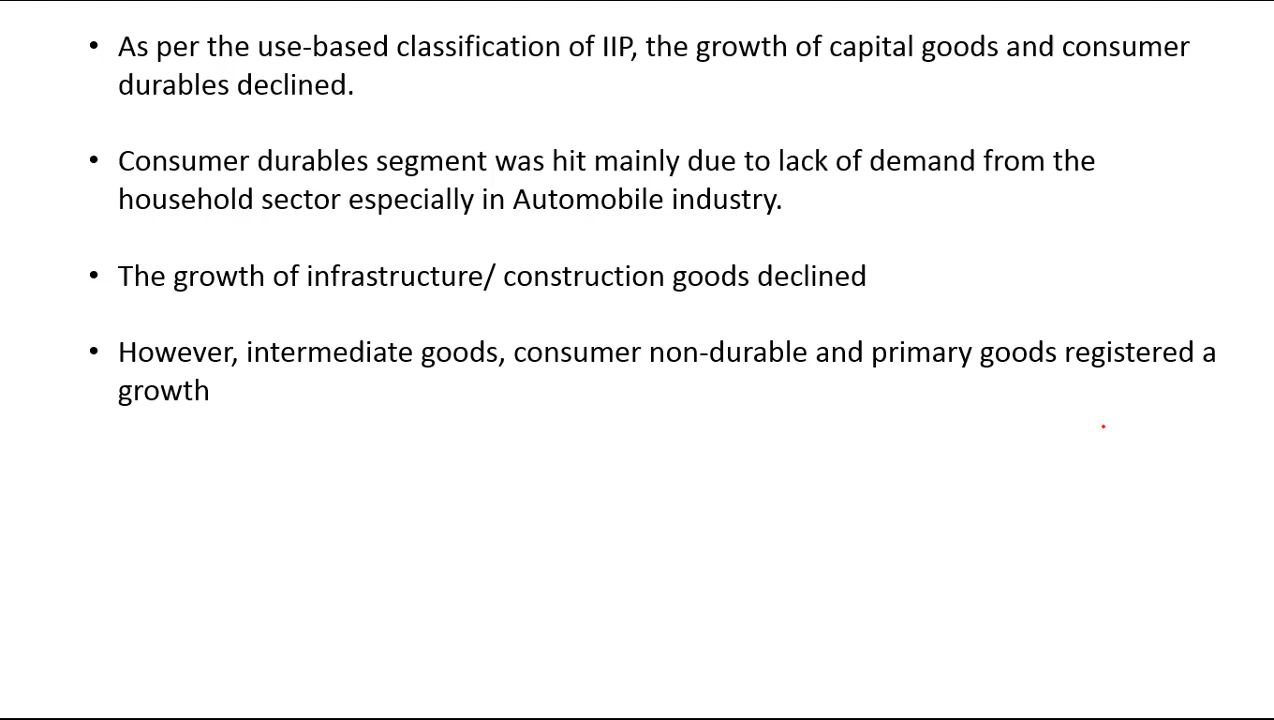 • As per the use-based classification of IIP, the growth of capital goods and consumer
durables declined.
• Consumer durables segment was hit mainly due to lack of demand from the
household sector especially in Automobile industry.
• The growth of infrastructure/ construction goods declined
• However, intermediate goods, consumer non-durable and primary goods registered a
growth